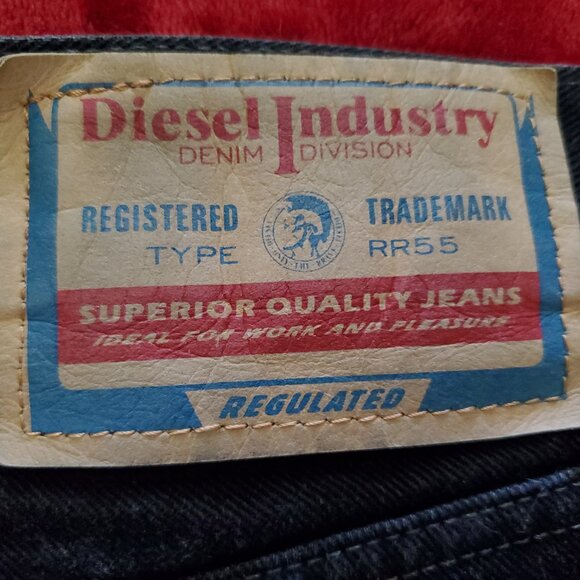 Diesel Industry
DENIM DIVISION
REGISTERED TRADEMARK
TYPE RR55
SUPERIOR QUALITY JEANS
IDEAL FOR WORK AND PLEASURE
REGULATED